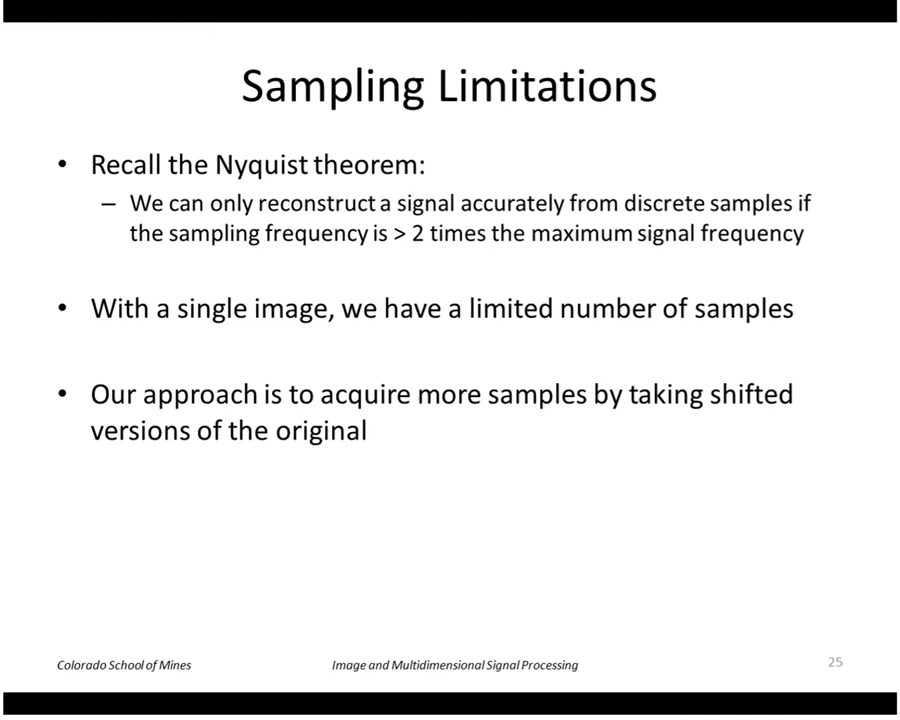 Sampling Limitations
• Recall the Nyquist theorem:
– We can only reconstruct a signal accurately from discrete samples if
the sampling frequency is > 2 times the maximum signal frequency
• With a single image, we have a limited number of samples
• Our approach is to acquire more samples by taking shifted
versions of the original
Colorado School of Mines
Image and Multidimensional Signal Processing
25